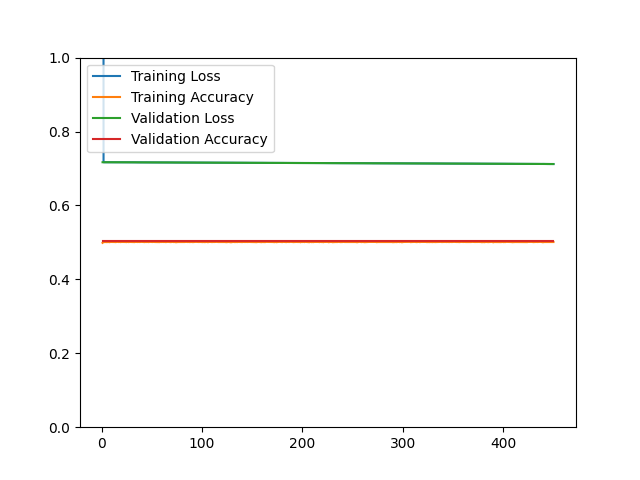 1.0
0.8
0.6
0.4
0.2
0.0
0 100 200 300 400
Training Loss
Training Accuracy
Validation Loss
Validation Accuracy